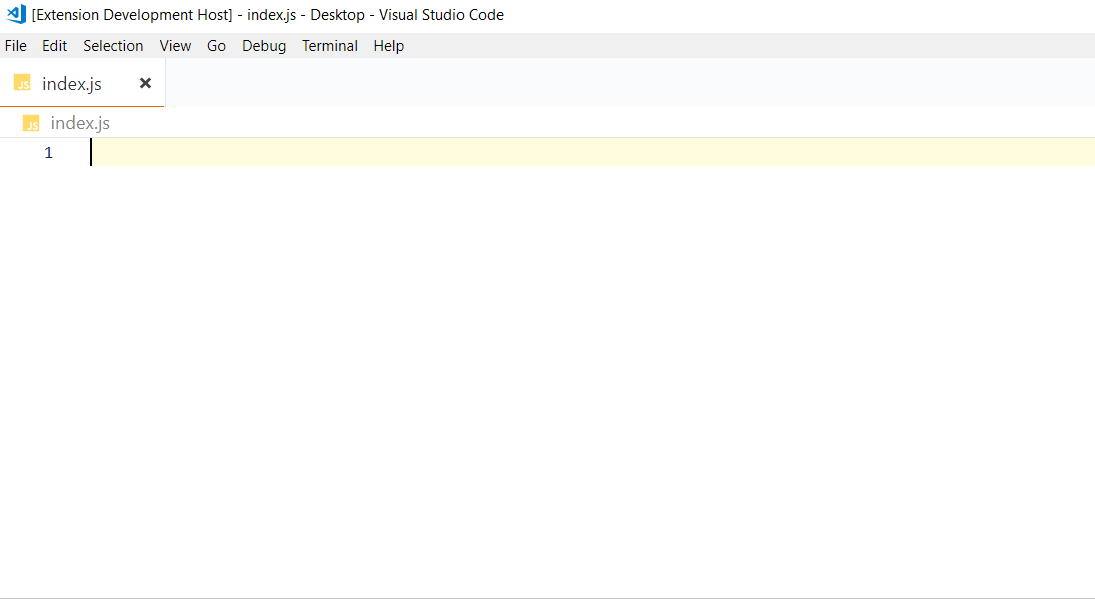 [Extension Development Host] - index.js - Desktop - Visual Studio Code
File Edit Selection View Go Debug Terminal Help
JS index.js
JS index.js
1